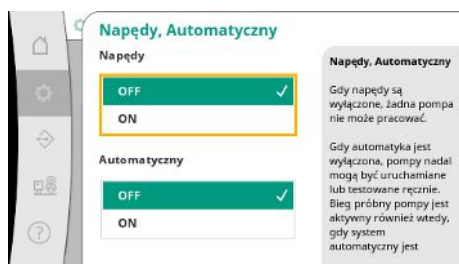 Napędy, Automatyczny
Napędy
OFF
ON
Automatyczny
OFF
ON
Napędy, Automatyczny
Gdy napędy są
wyłączone, żadna pompa
nie może pracować.
Gdy automatyka jest
wyłączona, pompy nadal
mogą być uruchamiane
lub testowane ręcznie.
Bieg próbny pompy jest
aktywny również wtedy,
gdy system
automatyczny jest